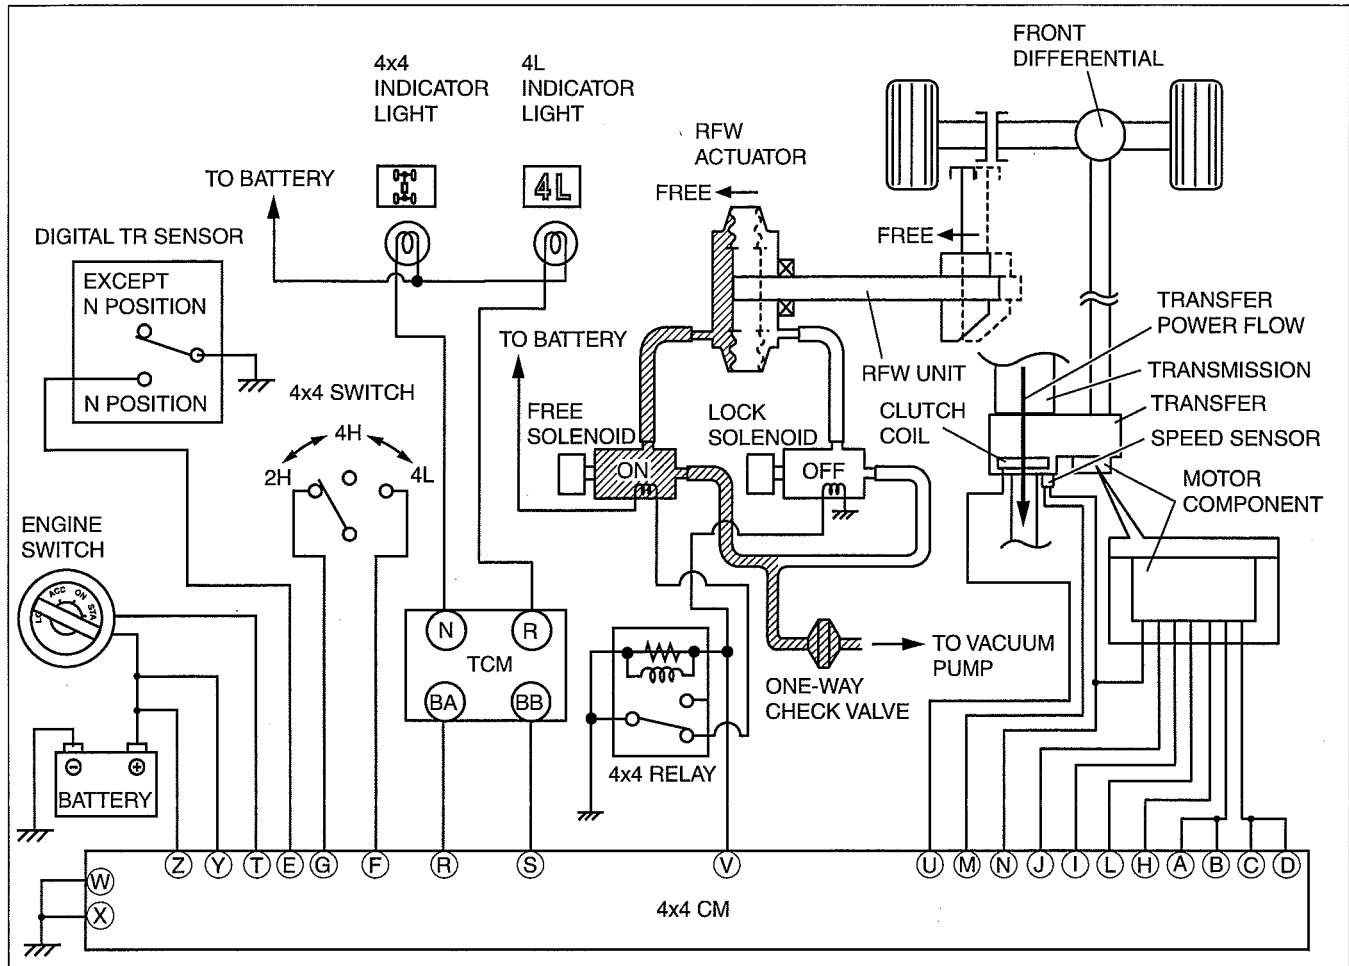 FRONT
DIFFERENTIAL
4x4
INDICATOR
LIGHT
4L
INDICATOR
LIGHT
RFW
ACTUATOR
FREE
TO BATTERY
4L
DIGITAL TR SENSOR
FREE
EXCEPT
N POSITION
N POSITION
TRANSFER
POWER FLOW
TO BATTERY
RFW UNIT
TRANSMISSION
4x4 SWITCH
4H
2H
4L
FREE
SOLENOID
ON
LOCK
SOLENOID
OFF
CLUTCH
COIL
TRANSFER
SPEED SENSOR
MOTOR
COMPONENT
ENGINE
SWITCH
ACC
ON
STA
N
R
TCM
BA
BB
TO VACUUM
PUMP
ONE-WAY
CHECK VALVE
4x4 RELAY
BATTERY
Z Y T E G F R S V U M N J I L H A B C D
W
X
4x4 CM